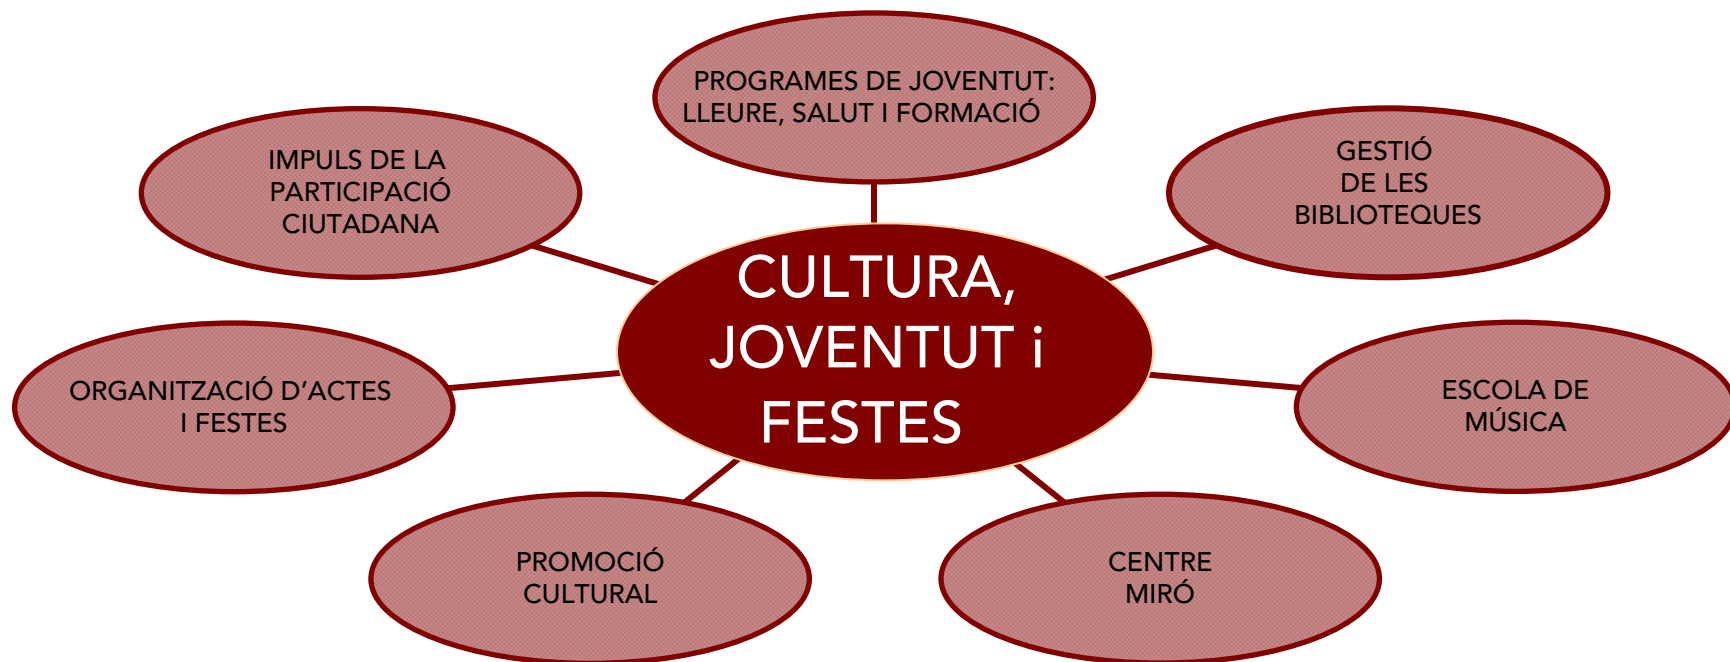 PROGRAMES DE JOVENTUT:
LLEURE, SALUT I FORMACIÓ
IMPULS DE LA
PARTICIPACIÓ
CIUTADANA
GESTIÓ
DE LES
BIBLIOTEQUES
CULTURA,
JOVENTUT i
FESTES
ORGANITZACIÓ D’ACTES
I FESTES
ESCOLA DE
MÚSICA
PROMOCIÓ
CULTURAL
CENTRE
MIRÓ